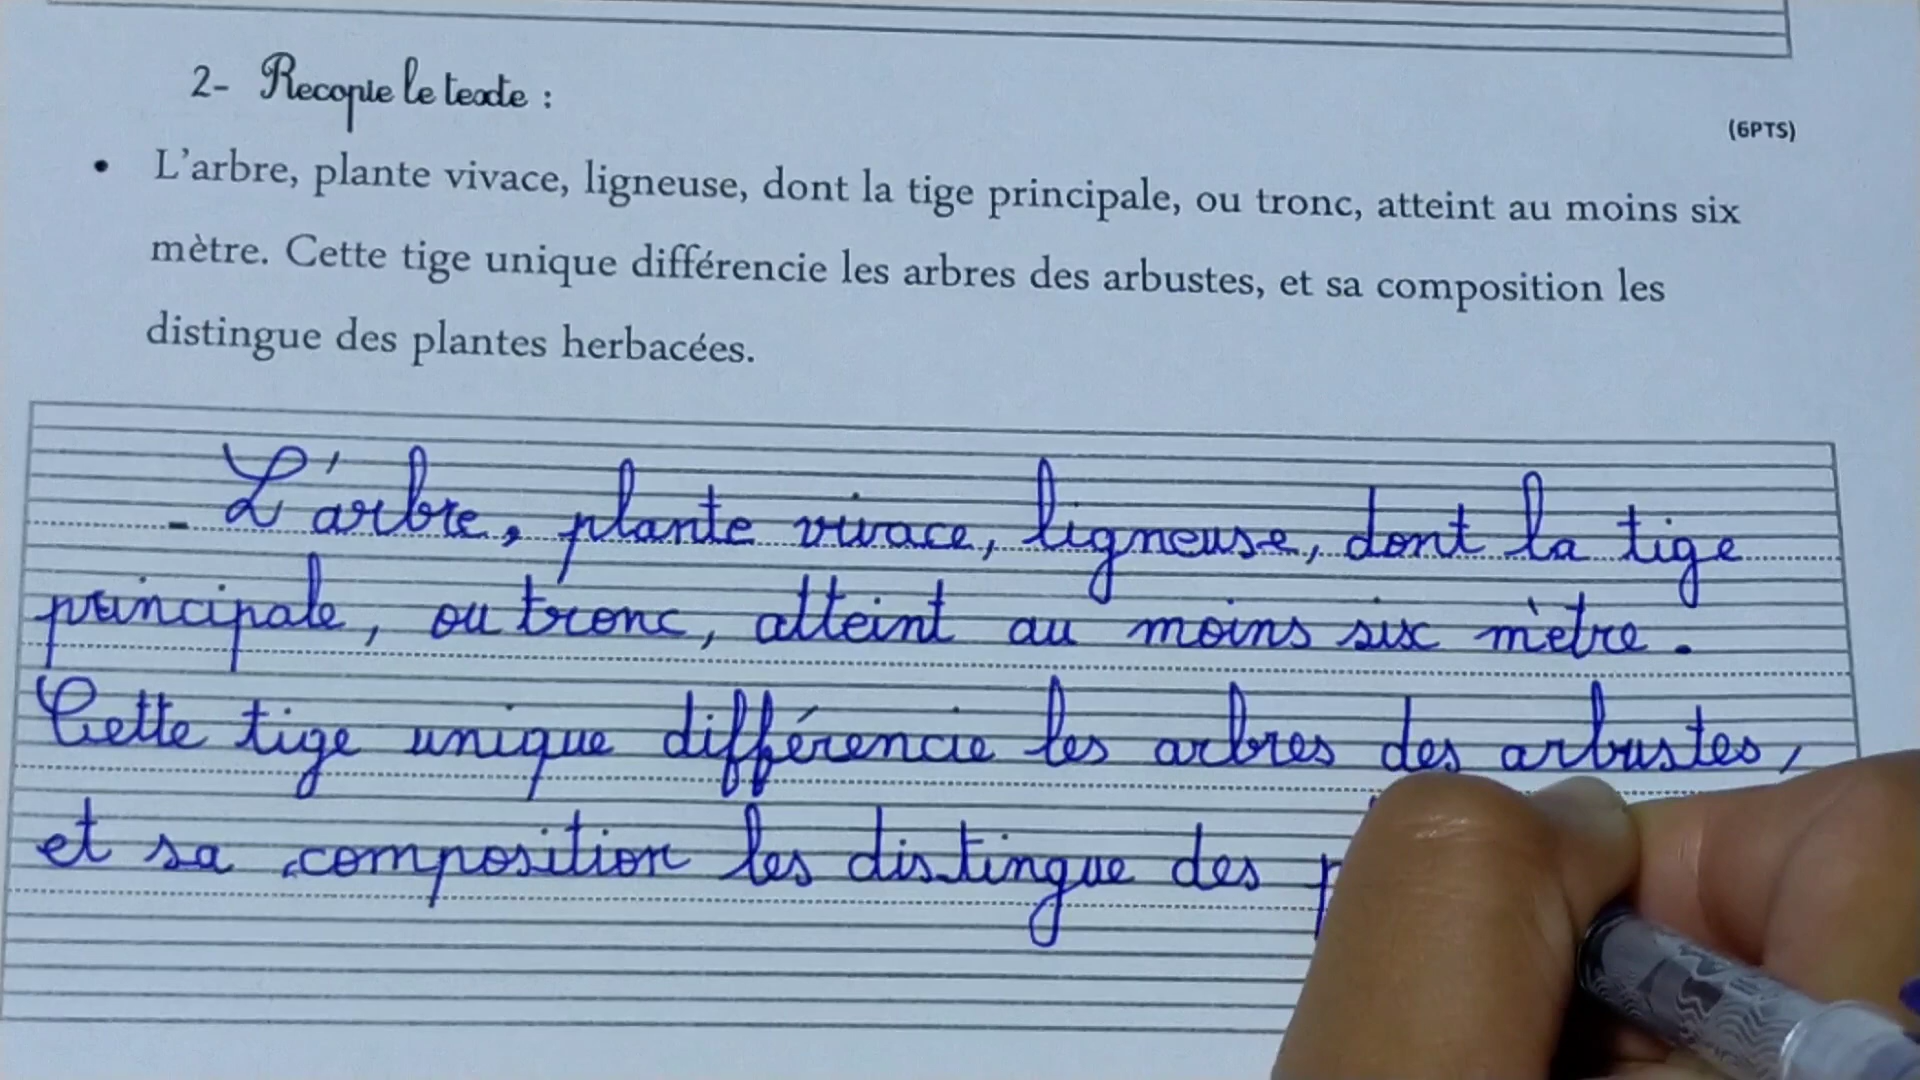 2- Recopie le texte :
(6PTS)
• L'arbre, plante vivace, ligneuse, dont la tige principale, ou tronc, atteint au moins six
mètre. Cette tige unique différencie les arbres des arbustes, et sa composition les
distingue des plantes herbacées.
- L'arbre, plante vivace, ligneuse, dont la tige
principale, ou tronc, atteint au moins six mètre.
Cette tige unique différencie les arbres des arbustes,
et sa composition les distingue des